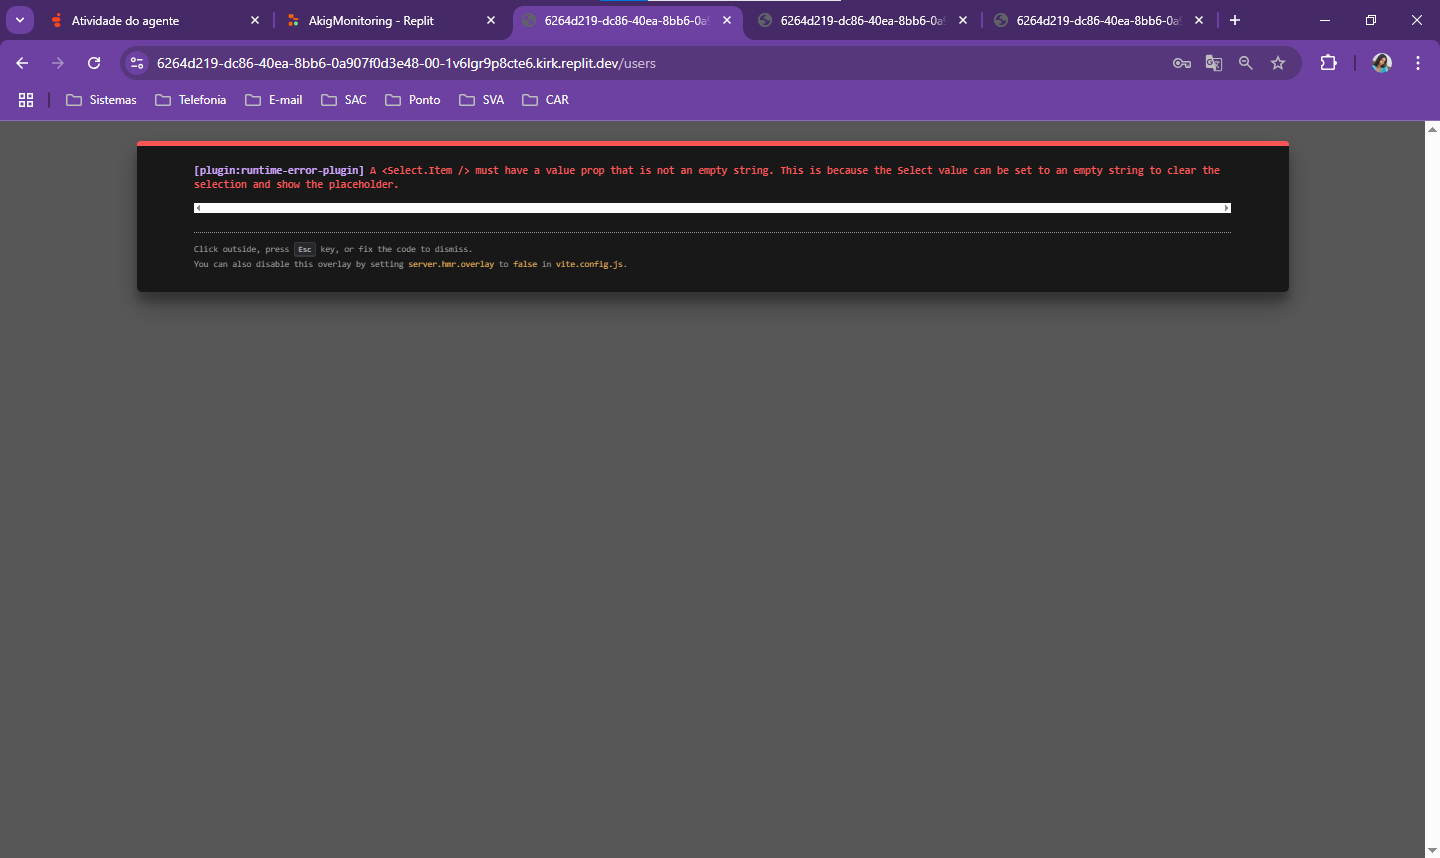 Atividade do agente
AkigMonitoring - Replit
6264d219-dc86-40ea-8bb6-0a9
6264d219-dc86-40ea-8bb6-0a9
6264d219-dc86-40ea-8bb6-0a9
6264d219-dc86-40ea-8bb6-0a907f0d3e48-00-1v6lgr9p8cte6.kirk.replit.dev/users
Sistemas Telefonia E-mail SAC Ponto SVA CAR
[plugin:runtime-error-plugin] A <Select.Item /> must have a value prop that is not an empty string. This is because the Select value can be set to an empty string to clear the
selection and show the placeholder.
Click outside, press Esc key, or fix the code to dismiss.
You can also disable this overlay by setting server.hmr.overlay to false in vite.config.js.